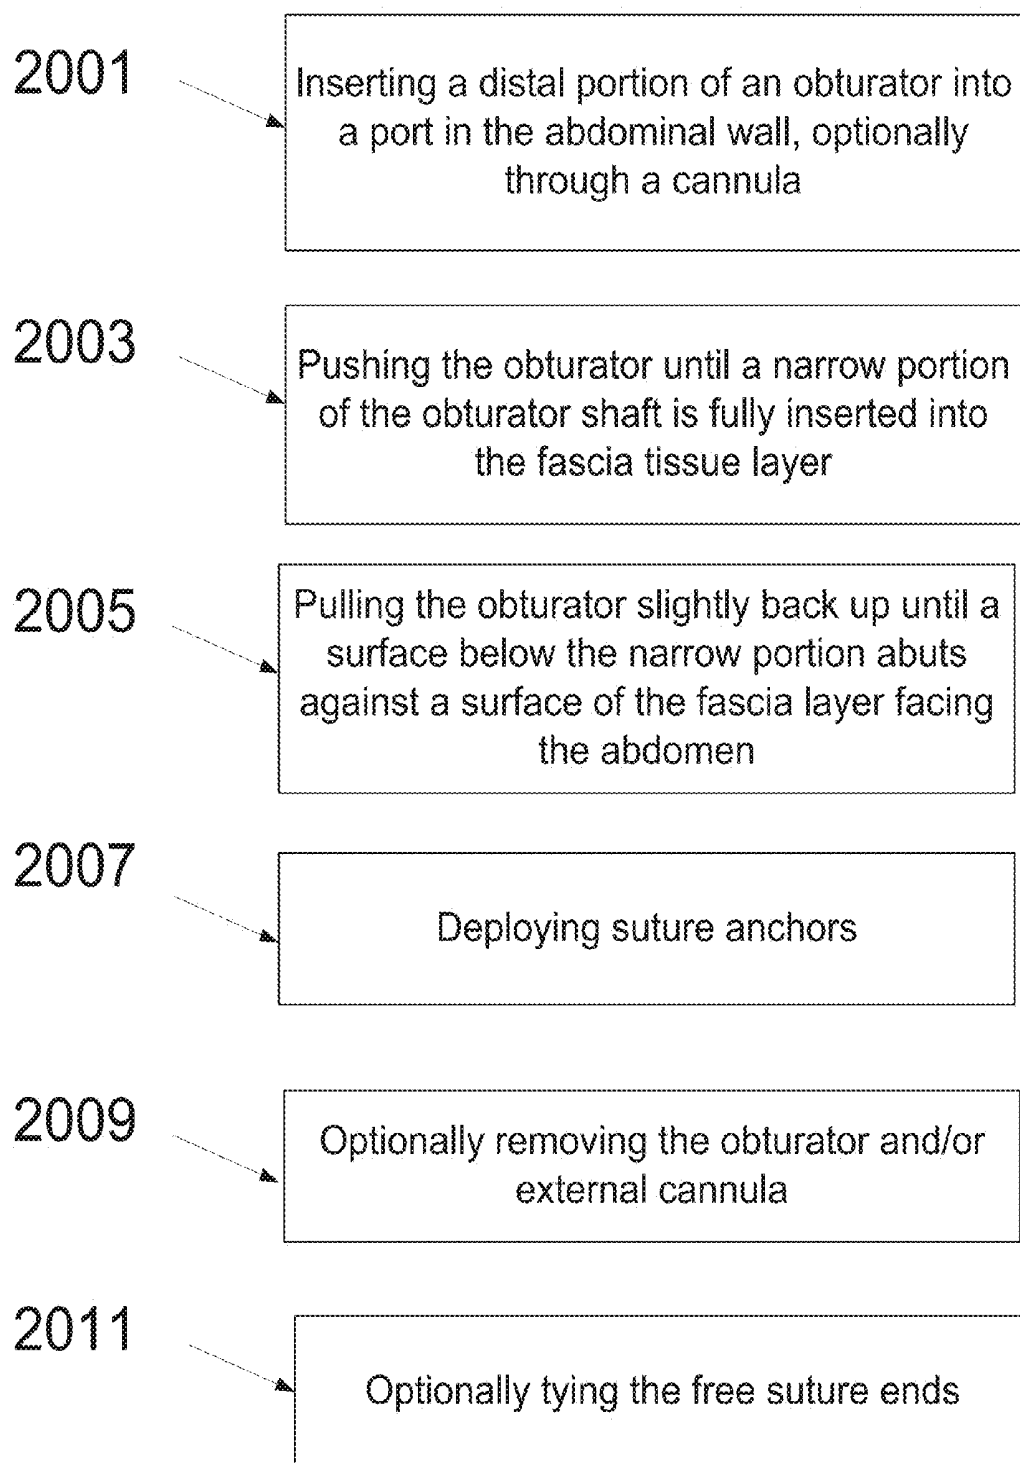 2001
Inserting a distal portion of an obturator into
a port in the abdominal wall, optionally
through a cannula
2003
Pushing the obturator until a narrow portion
of the obturator shaft is fully inserted into
the fascia tissue layer
2005
Pulling the obturator slightly back up until a
surface below the narrow portion abuts
against a surface of the fascia layer facing
the abdomen
2007
Deploying suture anchors
2009
Optionally removing the obturator and/or
external cannula
2011
Optionally tying the free suture ends